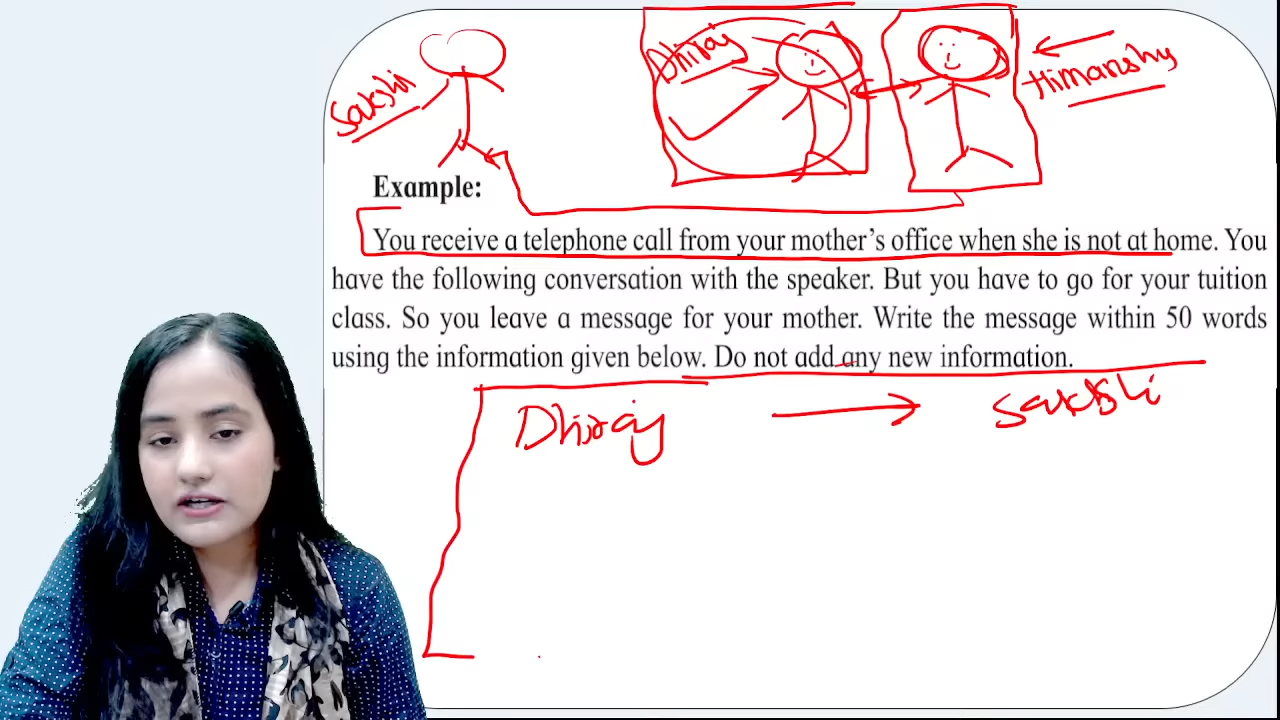 Sakshi
Dhiraj
Himanshu
Example:
You receive a telephone call from your mother's office when she is not at home. You
have the following conversation with the speaker. But you have to go for your tuition
class. So you leave a message for your mother. Write the message within 50 words
using the information given below. Do not add any new information.
Dhiraj → Sakshi